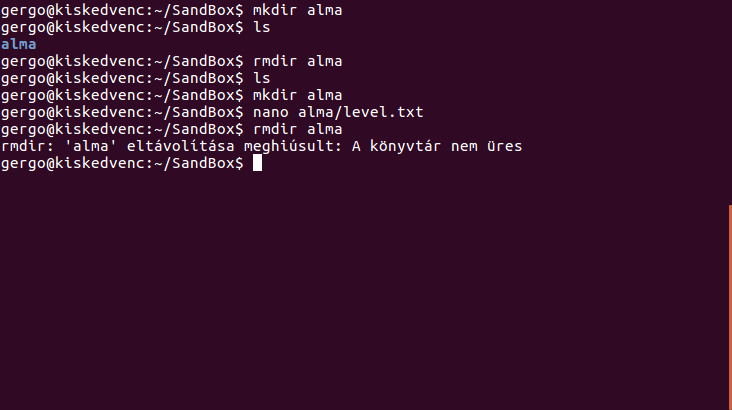 gergo@kiskedvenc:~/SandBox$ mkdir alma
gergo@kiskedvenc:~/SandBox$ ls
alma
gergo@kiskedvenc:~/SandBox$ rmdir alma
gergo@kiskedvenc:~/SandBox$ ls
gergo@kiskedvenc:~/SandBox$ mkdir alma
gergo@kiskedvenc:~/SandBox$ nano alma/level.txt
gergo@kiskedvenc:~/SandBox$ rmdir alma
rmdir: 'alma' eltávolítása meghiúsult: A könyvtár nem üres
gergo@kiskedvenc:~/SandBox$